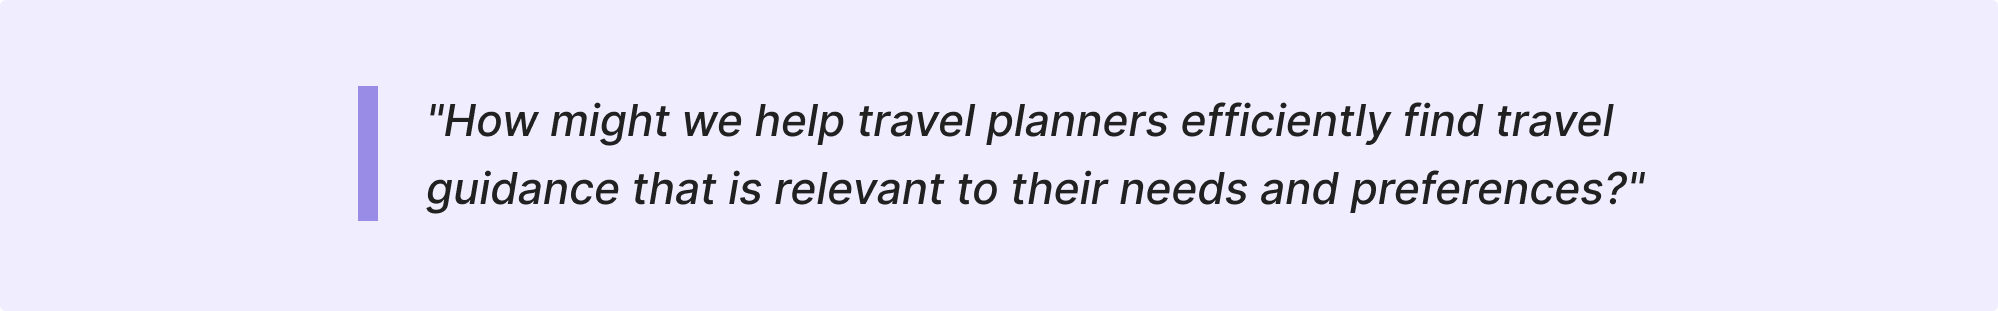 "How might we help travel planners efficiently find travel
guidance that is relevant to their needs and preferences?"